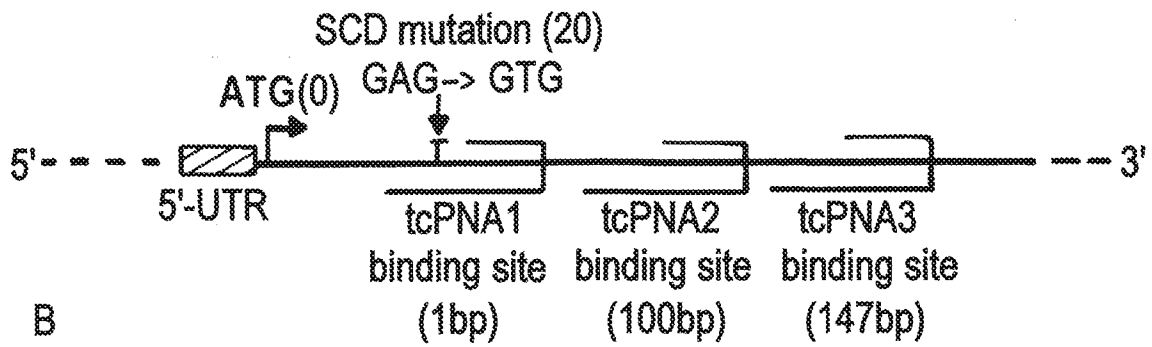 SCD mutation (20)
GAG-> GTG
ATG(0)
T
5'
3'
5'-UTR
tcPNA1 binding site (1bp)
tcPNA2 binding site (100bp)
tcPNA3 binding site (147bp)
B